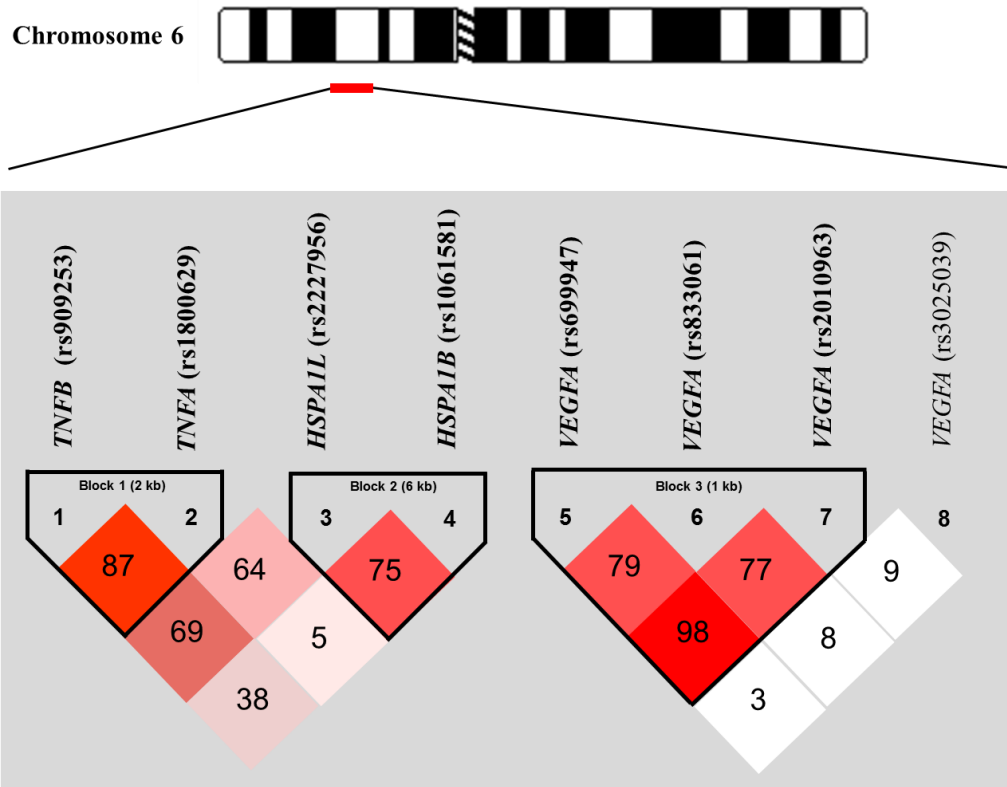 Chromosome 6
TNFB (rs909253)
TNFA (rs1800629)
HSPA1L (rs2227956)
HSPA1B (rs1061581)
VEGFA (rs699947)
VEGFA (rs833061)
VEGFA (rs2010963)
VEGFA (rs3025039)
Block 1 (2 kb)
Block 2 (6 kb)
Block 3 (1 kb)
1 2 3 4 5 6 7 8
87 64 75 79 77 9
69 5 98 8
38 3